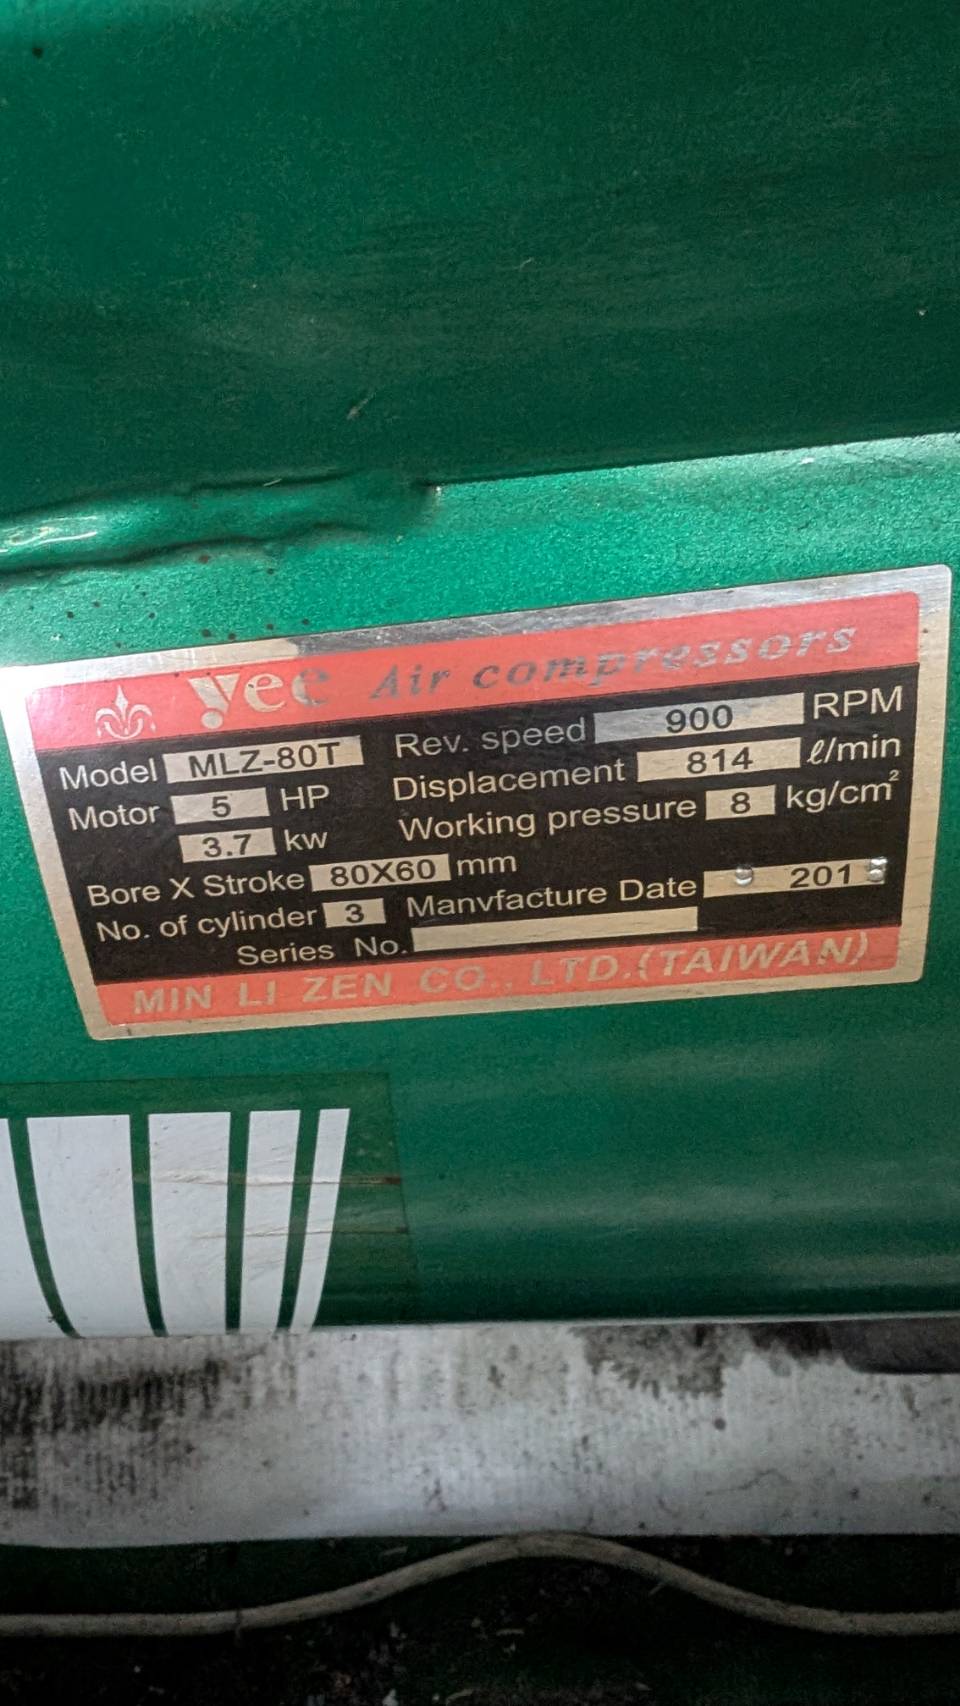 yee Air compressors
Model MLZ-80T Rev. speed 900 RPM
Motor 5 HP Displacement 814 ℓ/min
3.7 kw Working pressure 8 kg/cm²
Bore X Stroke 80X60 mm
No. of cylinder 3 Manvfacture Date 201
Series No.
MIN LI ZEN CO., LTD.(TAIWAN)